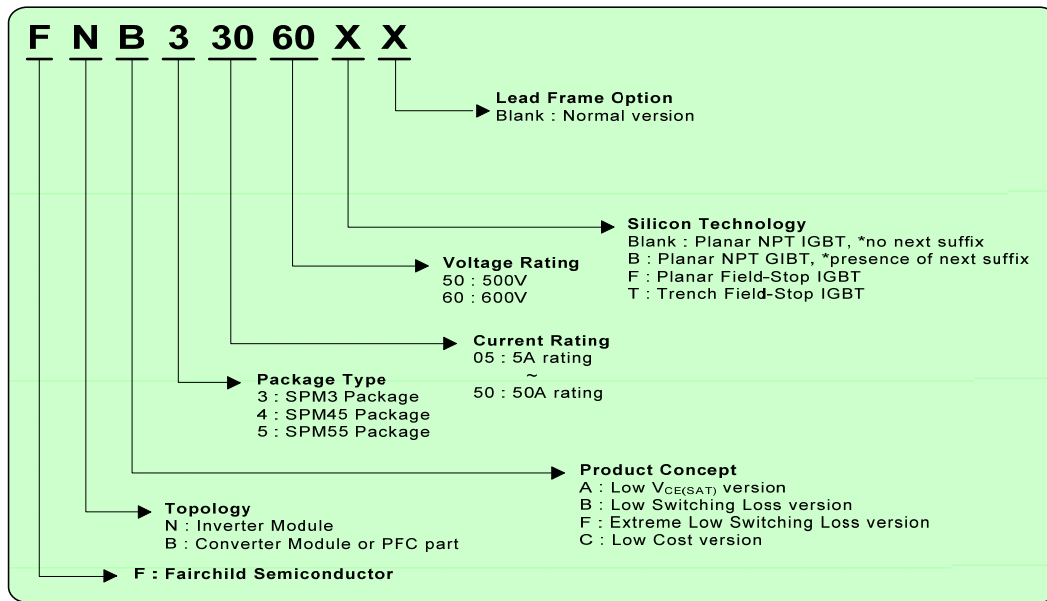 F N B 3 30 60 X X
Lead Frame Option
Blank : Normal version
Silicon Technology
Blank : Planar NPT IGBT, *no next suffix
B : Planar NPT GIBT, *presence of next suffix
F : Planar Field-Stop IGBT
T : Trench Field-Stop IGBT
Voltage Rating
50 : 500V
60 : 600V
Current Rating
05 : 5A rating
~
50 : 50A rating
Package Type
3 : SPM3 Package
4 : SPM45 Package
5 : SPM55 Package
Product Concept
A : Low VCE(SAT) version
B : Low Switching Loss version
F : Extreme Low Switching Loss version
C : Low Cost version
Topology
N : Inverter Module
B : Converter Module or PFC part
F : Fairchild Semiconductor